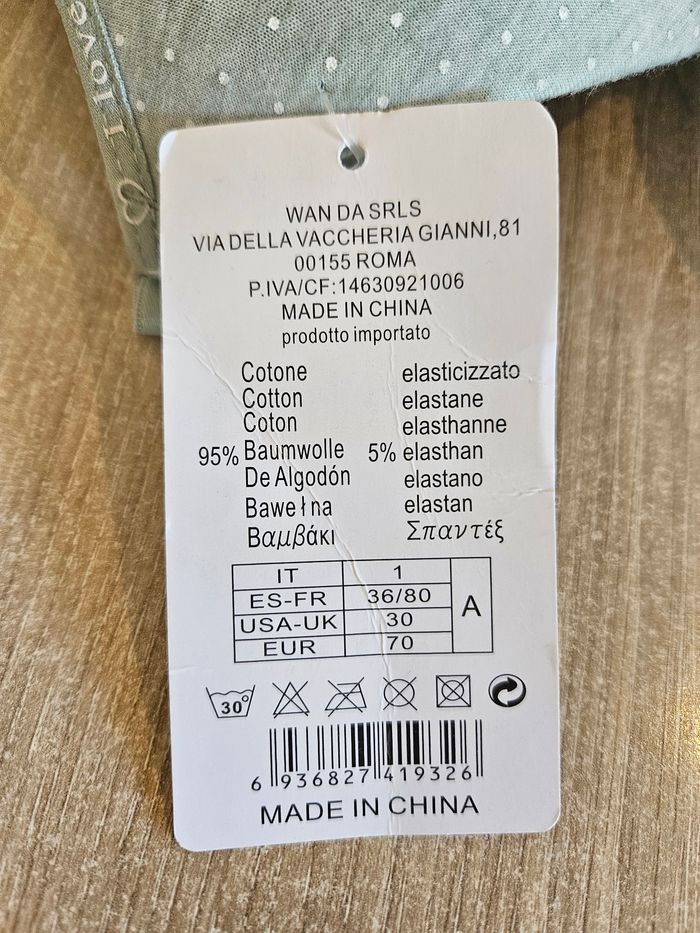 I love
WAN DA SRLS
VIA DELLA VACCHERIA GIANNI,81
00155 ROMA
P.IVA/CF:14630921006
MADE IN CHINA
prodotto importato
Cotone elasticizzato
Cotton elastane
Coton elasthanne
95% Baumwolle 5% elasthan
De Algodón elastano
Bawełna elastan
Βαμβάκι Σπαντέξ
IT 1 A
ES-FR 36/80
USA-UK 30
EUR 70
30°
6 936827 419326
MADE IN CHINA